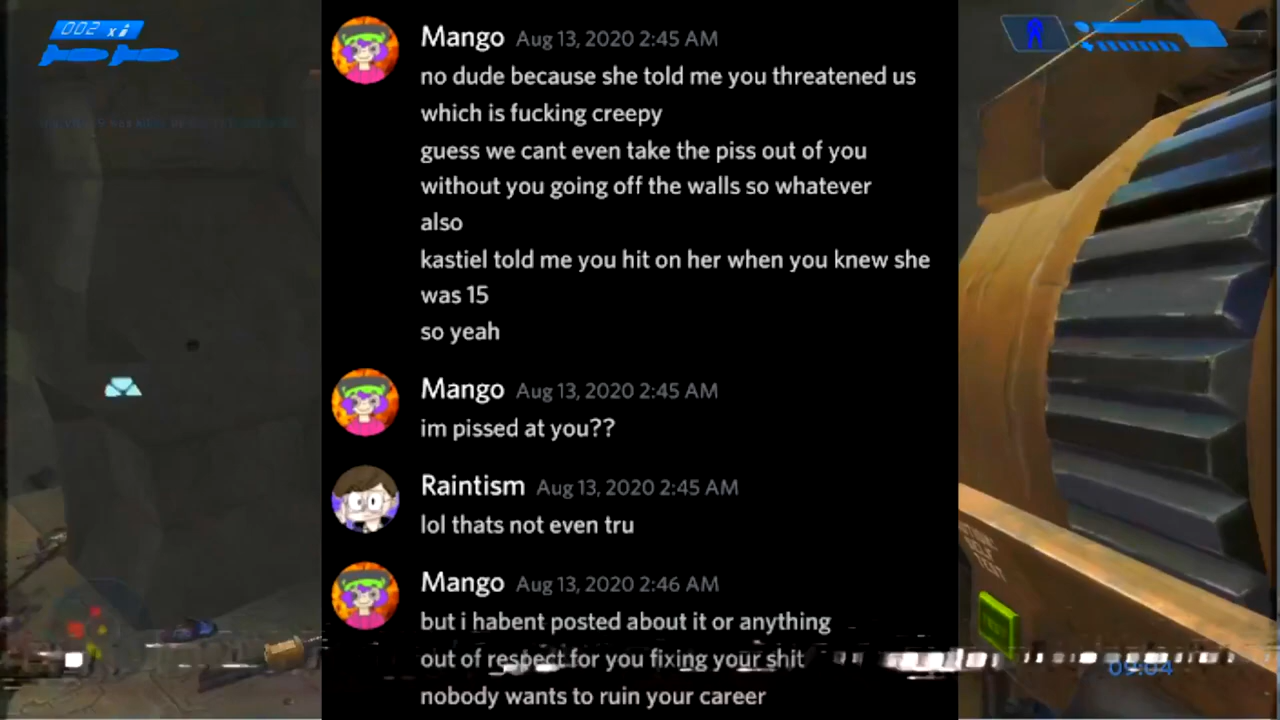 002 x
Mango Aug 13, 2020 2:45 AM
no dude because she told me you threatened us
which is fucking creepy
guess we cant even take the piss out of you
without you going off the walls so whatever
also
kastiel told me you hit on her when you knew she
was 15
so yeah
Mango Aug 13, 2020 2:45 AM
im pissed at you??
Raintism Aug 13, 2020 2:45 AM
lol thats not even tru
Mango Aug 13, 2020 2:46 AM
but i habent posted about it or anything
out of respect for you fixing your shit
nobody wants to ruin your career
09:04